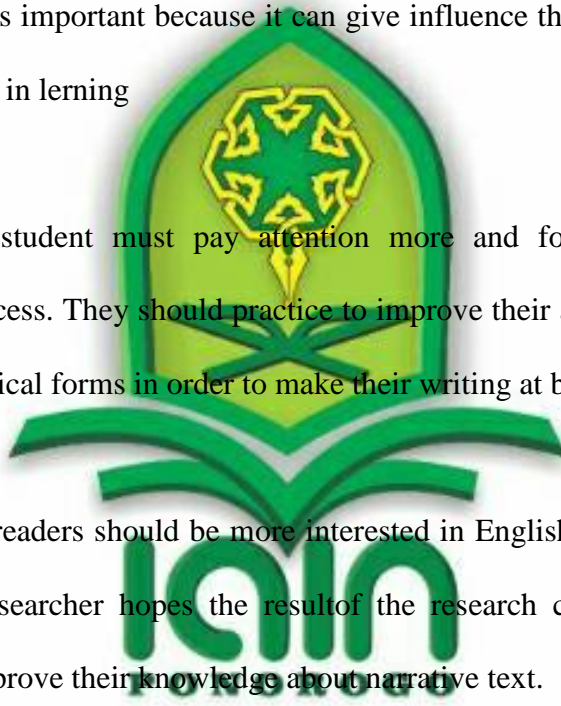 s important because it can give influence th
in lerning
student must pay attention more and fo
cess. They should practice to improve their
ical forms in order to make their writing at b
readers should be more interested in English
searcher hopes the resultof the research c
prove their knowledge about narrative text.
IAIN
PONOROGO